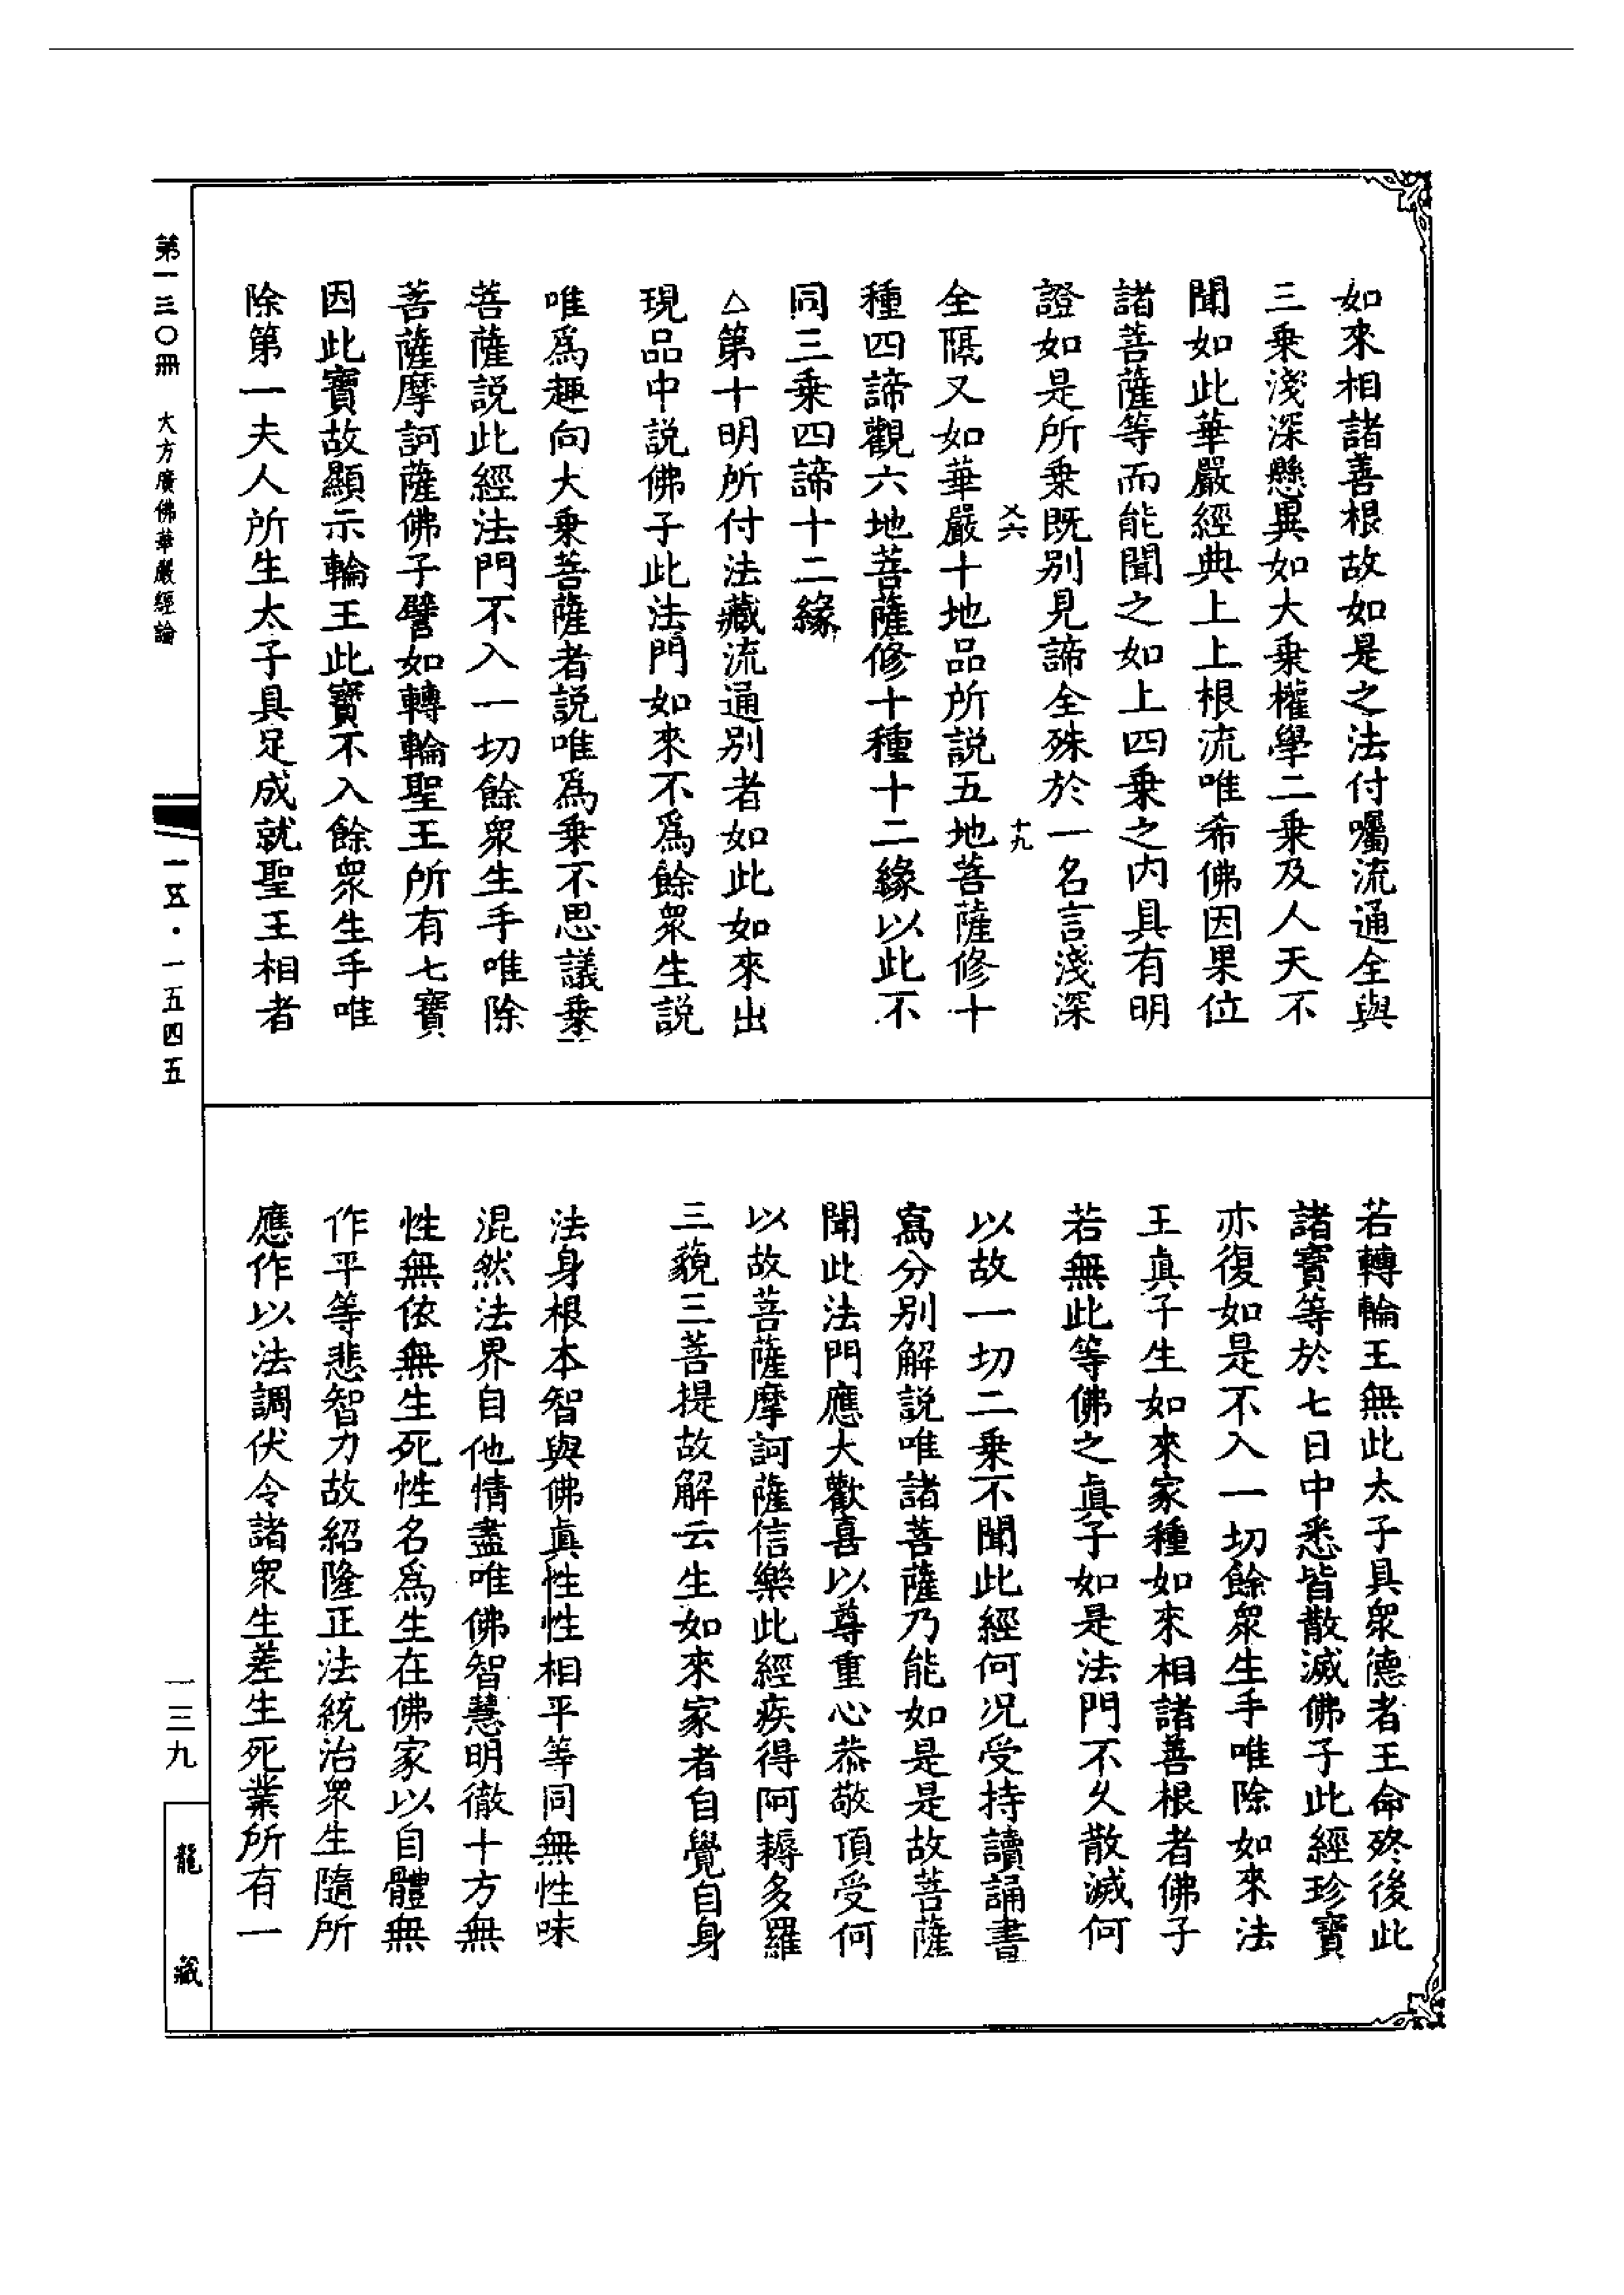 如來相諸善根故如是之法付囑流通全與
三乘淺深懸異如大乘權學二乘及人天不
聞如此華嚴經典上上根流唯希佛因果位
諸菩薩等而能聞之如上四乘之内具有明
證如是所乘既别見諦全殊於一名言淺深
㸚六
十九
全隔又如華嚴十地品所説五地菩薩修十
種四諦觀六地菩薩修十種十二緣以此不
同三乘四諦十二緣
△第十明所付法藏流通别者如此如來出
現品中説佛子此法門如來不爲餘衆生説
唯爲趣向大乘菩薩者説唯爲乘不思議乘
菩薩説此經法門不入一切餘衆生手唯除
菩薩摩訶薩佛子譬如轉輪聖王所有七寶
因此寶故顯示輪王此寶不入餘衆生手唯
除第一夫人所生太子具足成就聖王相者
若轉輪王無此太子具衆德者王命終後此
諸寶等於七日中悉皆散滅佛子此經珍寶
亦復如是不入一切餘衆生手唯除如來法
王眞子生如來家種如來相諸善根者佛子
若無此等佛之眞子如是法門不久散滅何
以故一切二乘不聞此經何况受持讀誦書
寫分别解説唯諸菩薩乃能如是是故菩薩
聞此法門應大歡喜以尊重心恭敬頂受何
以故菩薩摩訶薩信樂此經疾得阿耨多羅
三藐三菩提故解云生如來家者自覺自身
法身根本智與佛眞性性相平等同無性味
混然法界自他情盡唯佛智慧明徹十方無
性無依無生死性名爲生在佛家以自體無
作平等悲智力故紹隆正法統治衆生隨所
應作以法調伏令諸衆生差生死業所有一
第一三〇冊　大方廣佛華嚴經論
一五・一五四五
一三九
龍藏